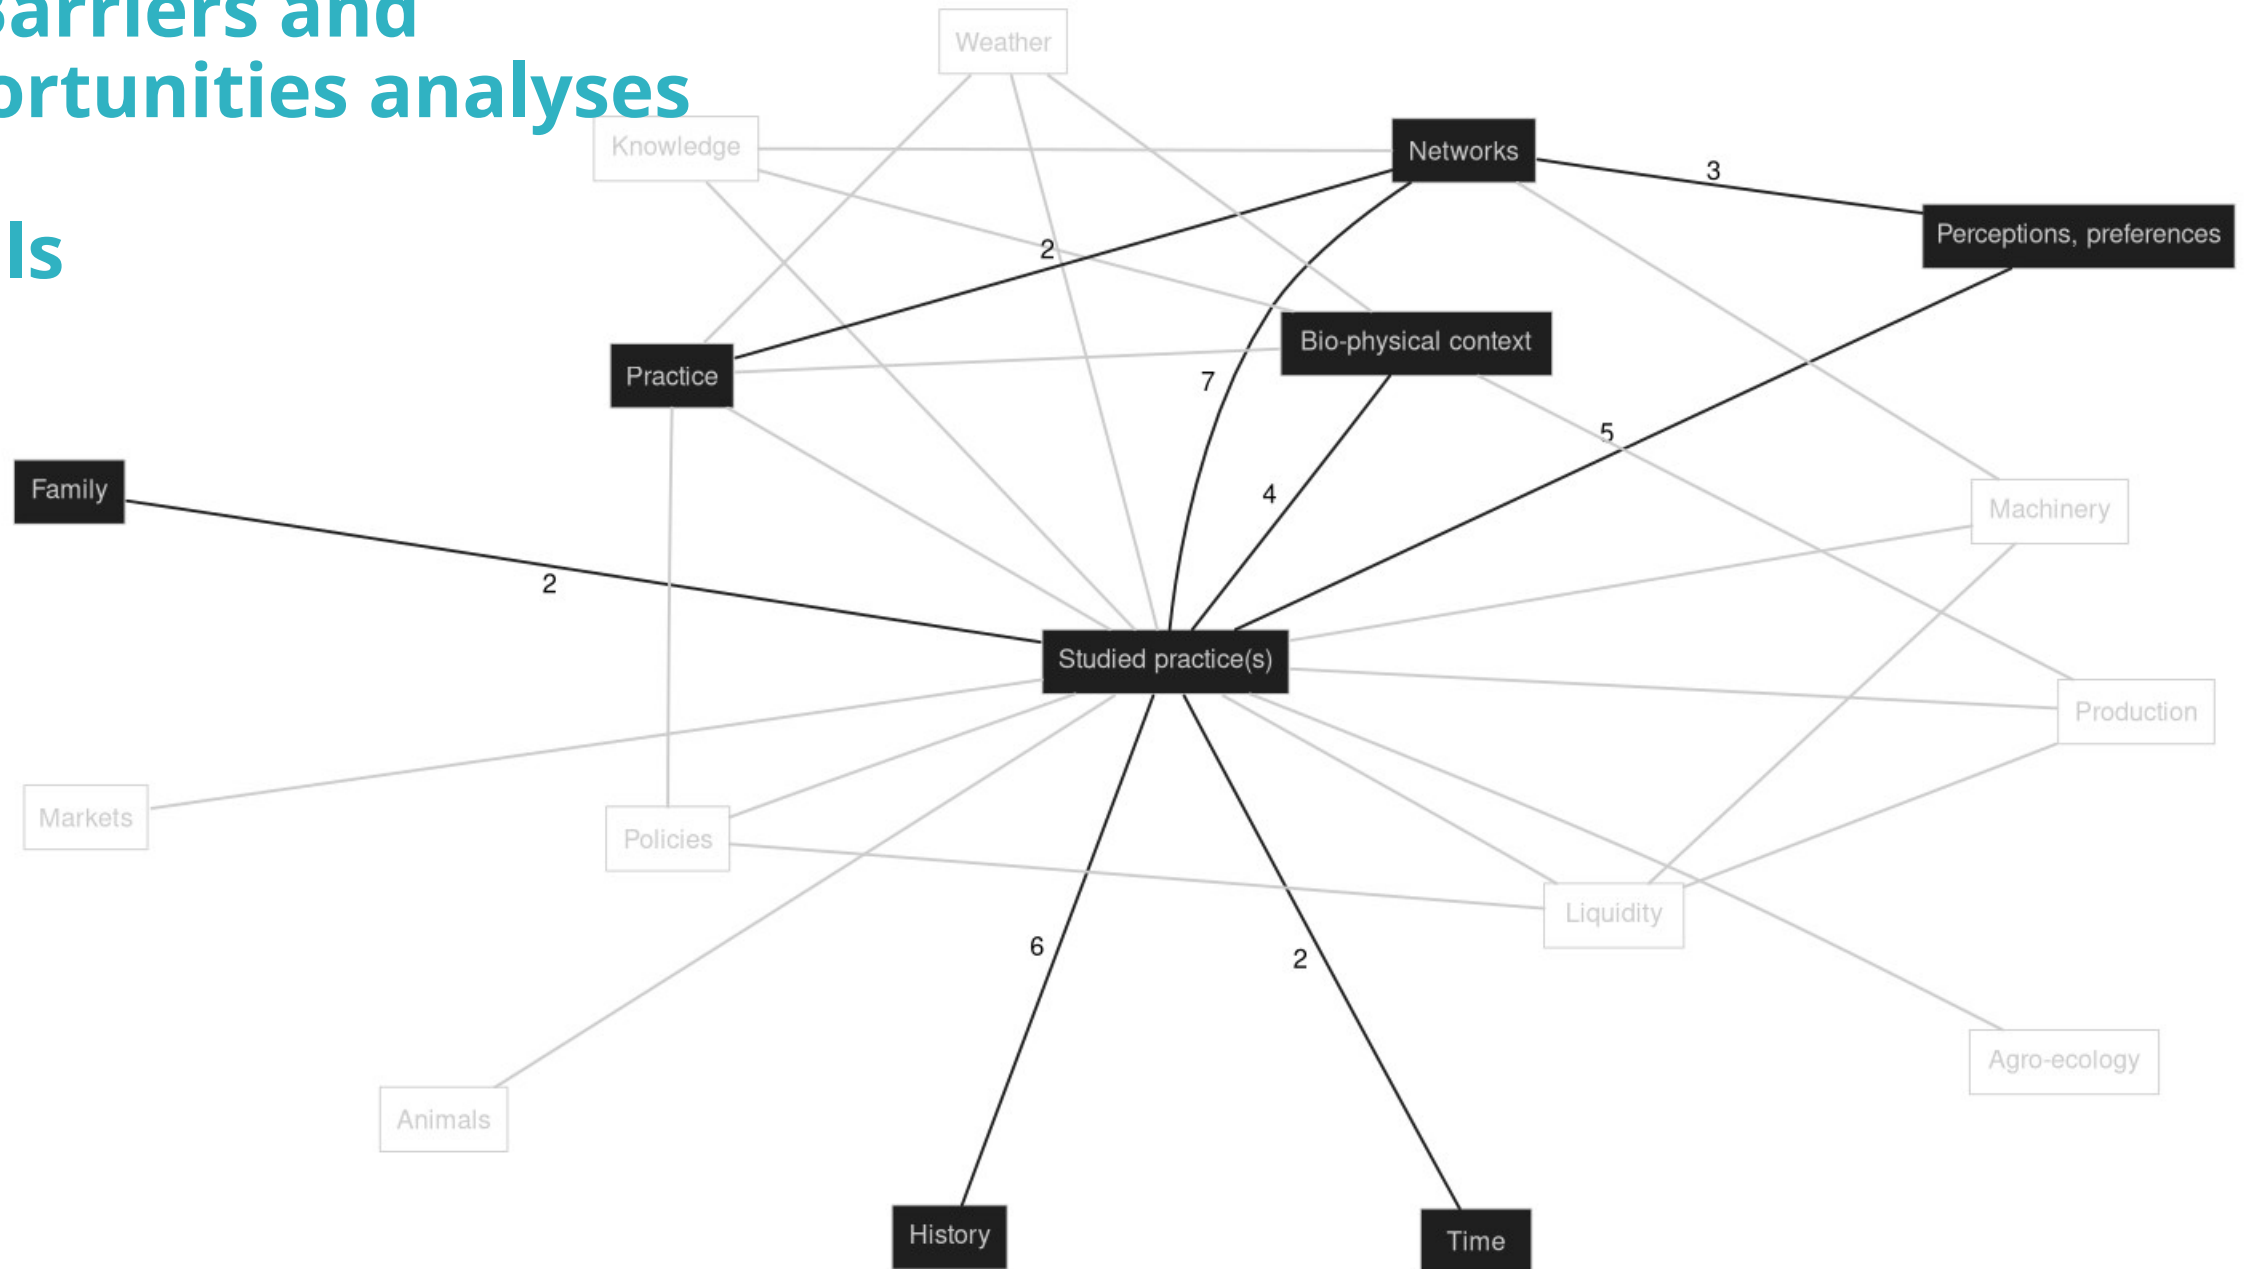 arriers and
ortunities analyses
ls
Weather
Knowledge
Networks
3
Perceptions, preferences
2
Bio-physical context
Practice
7
5
Family
4
Machinery
2
Studied practice(s)
Production
Markets
Policies
Liquidity
6
2
Agro-ecology
Animals
History
Time